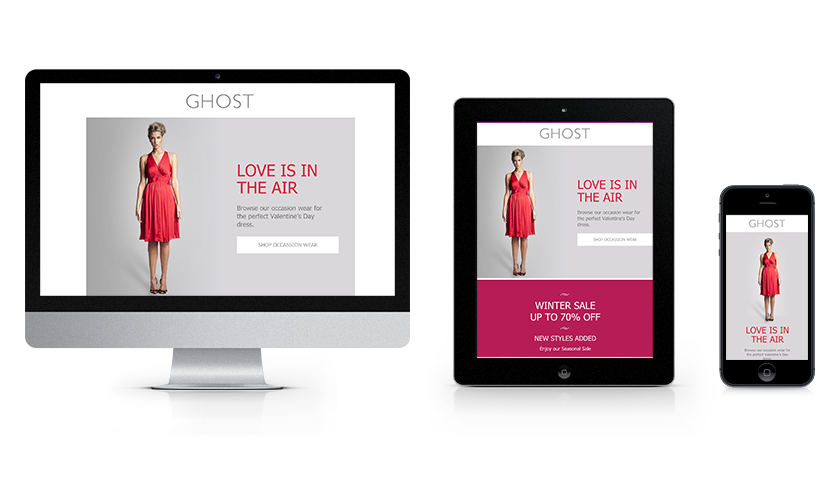 GHOST
LOVE IS IN
THE AIR
Browse our occasion wear for
the perfect Valentine's Day
dress.
SHOP OCCASSION WEAR
GHOST
LOVE IS IN
THE AIR
Browse our occasion wear for
the perfect Valentine's Day
dress.
SHOP OCCASSION WEAR
WINTER SALE
UP TO 70% OFF
NEW STYLES ADDED
Enjoy our Seasonal Sale
GHOST
LOVE IS IN
THE AIR
Browse our occasion wear for
the perfect Valentine's Day